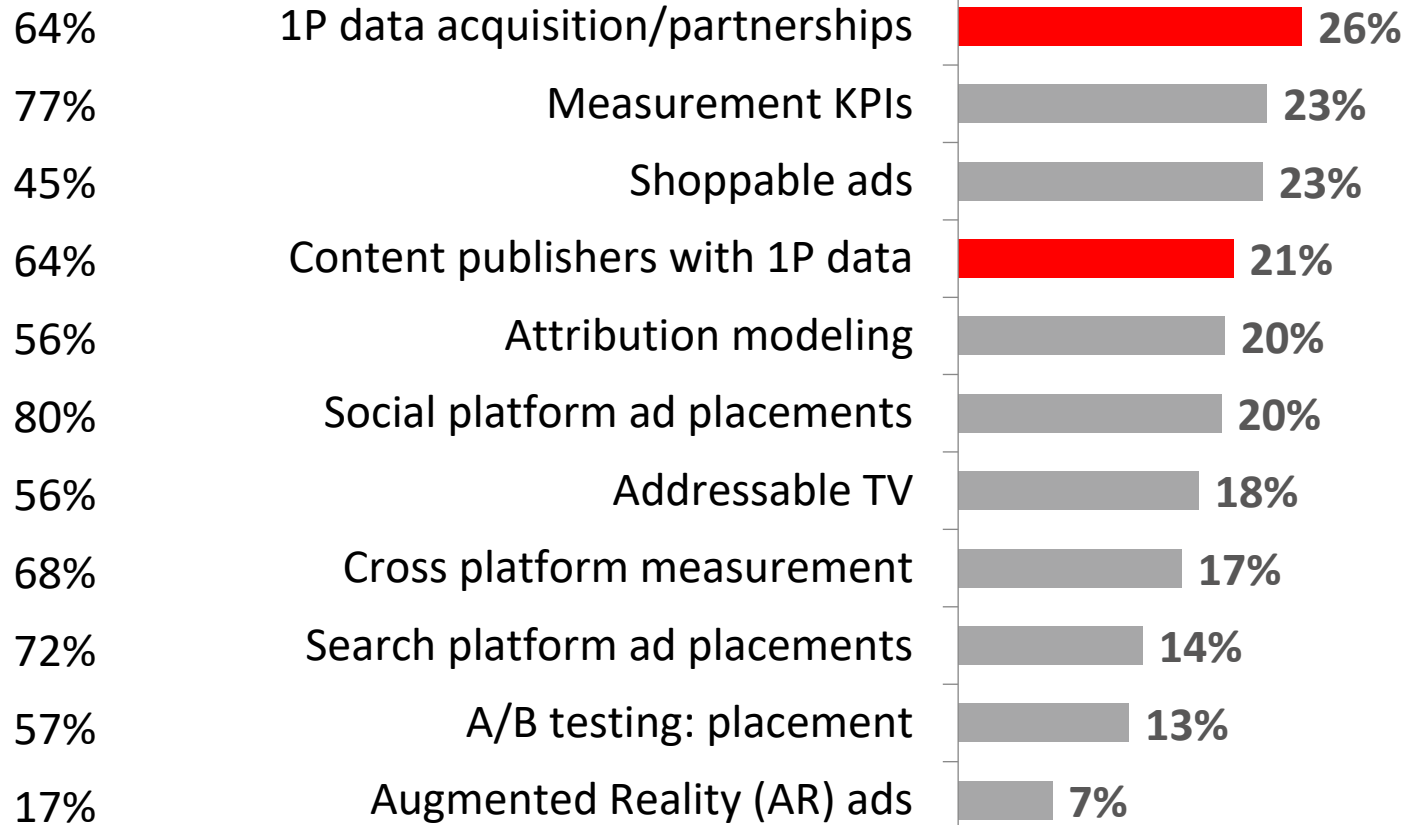 64% 1P data acquisition/partnerships 26%
77% Measurement KPIs 23%
45% Shoppable ads 23%
64% Content publishers with 1P data 21%
56% Attribution modeling 20%
80% Social platform ad placements 20%
56% Addressable TV 18%
68% Cross platform measurement 17%
72% Search platform ad placements 14%
57% A/B testing: placement 13%
17% Augmented Reality (AR) ads 7%